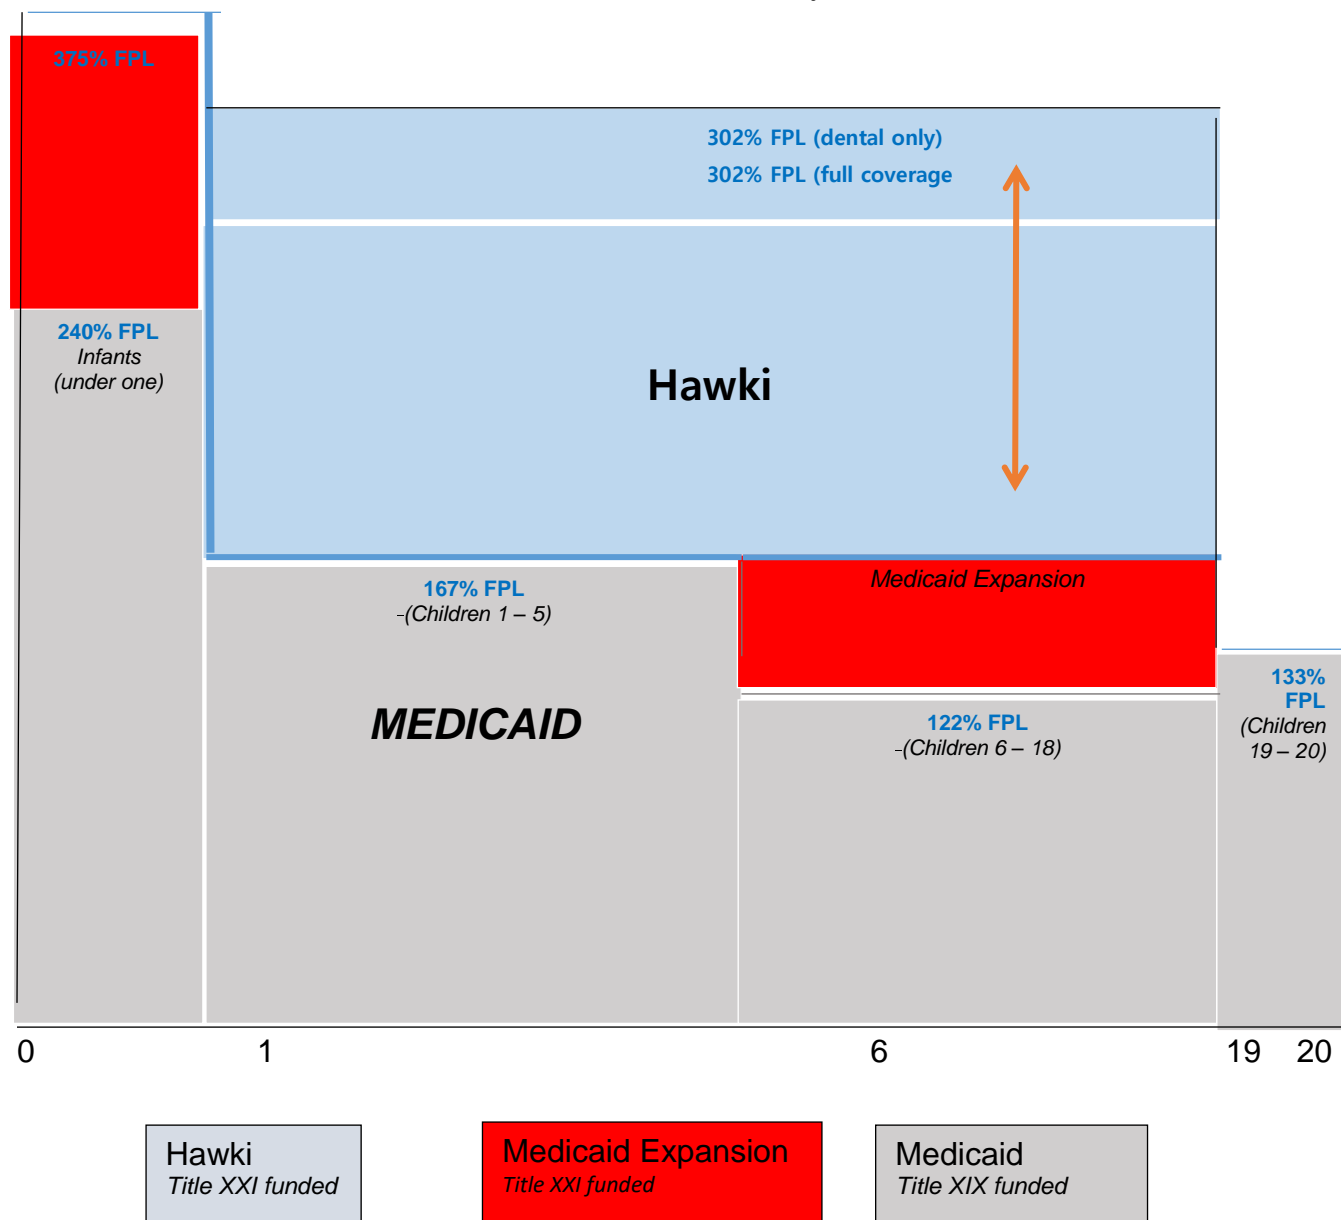 375% FPL
302% FPL (dental only)
302% FPL (full coverage
240% FPL
Infants
(under one)
Hawki
167% FPL
-(Children 1 – 5)
Medicaid Expansion
MEDICAID
122% FPL
-(Children 6 – 18)
133%
FPL
(Children
19 – 20)
0 1 6 19 20
Hawki
Title XXI funded
Medicaid Expansion
Title XXI funded
Medicaid
Title XIX funded